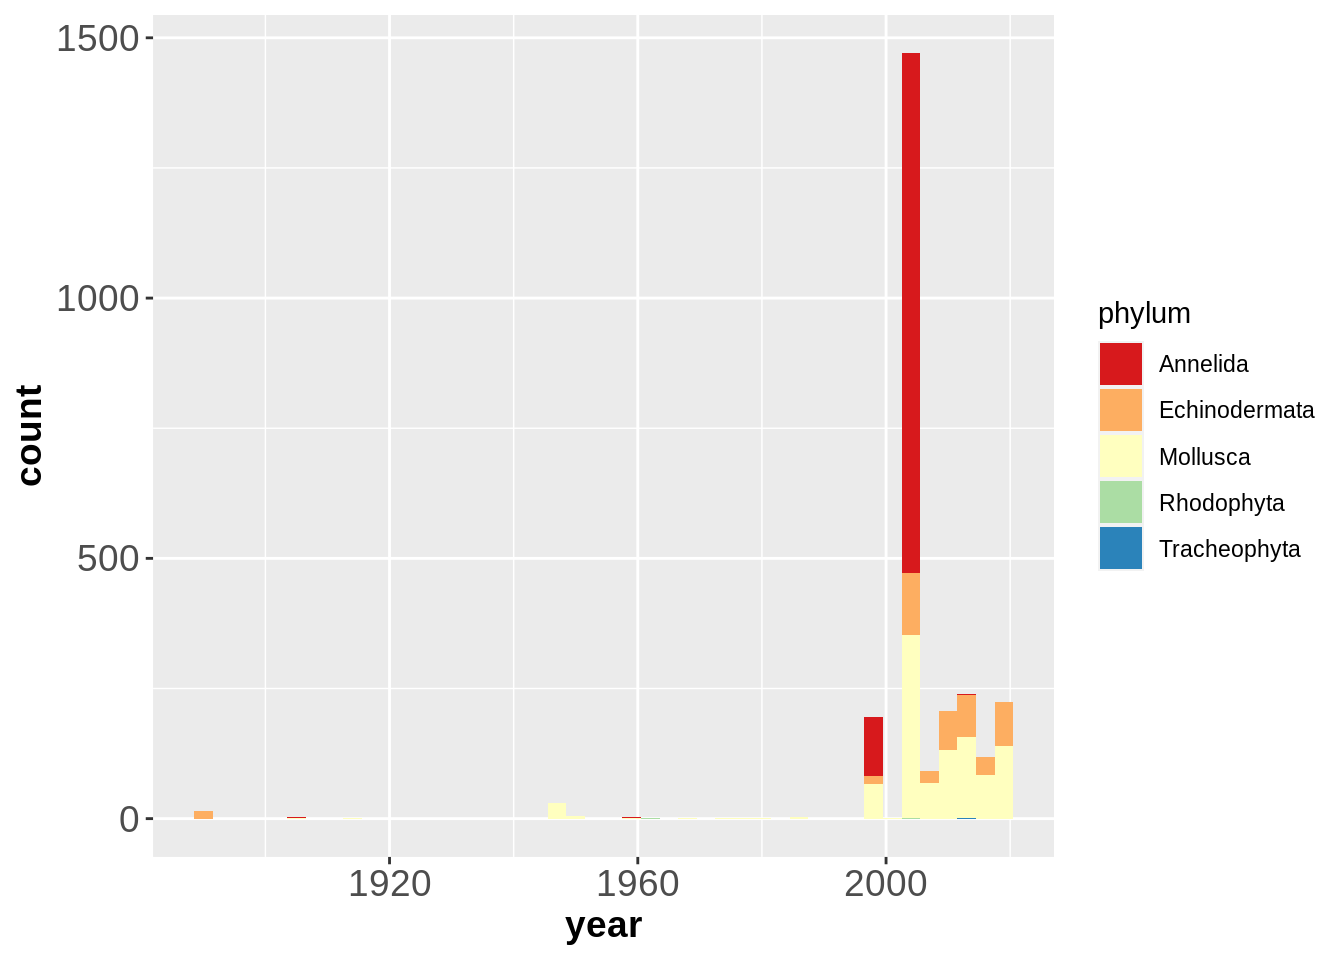 1500
1000
500
0
count
1920
1960
2000
year
phylum
Annelida
Echinodermata
Mollusca
Rhodophyta
Tracheophyta